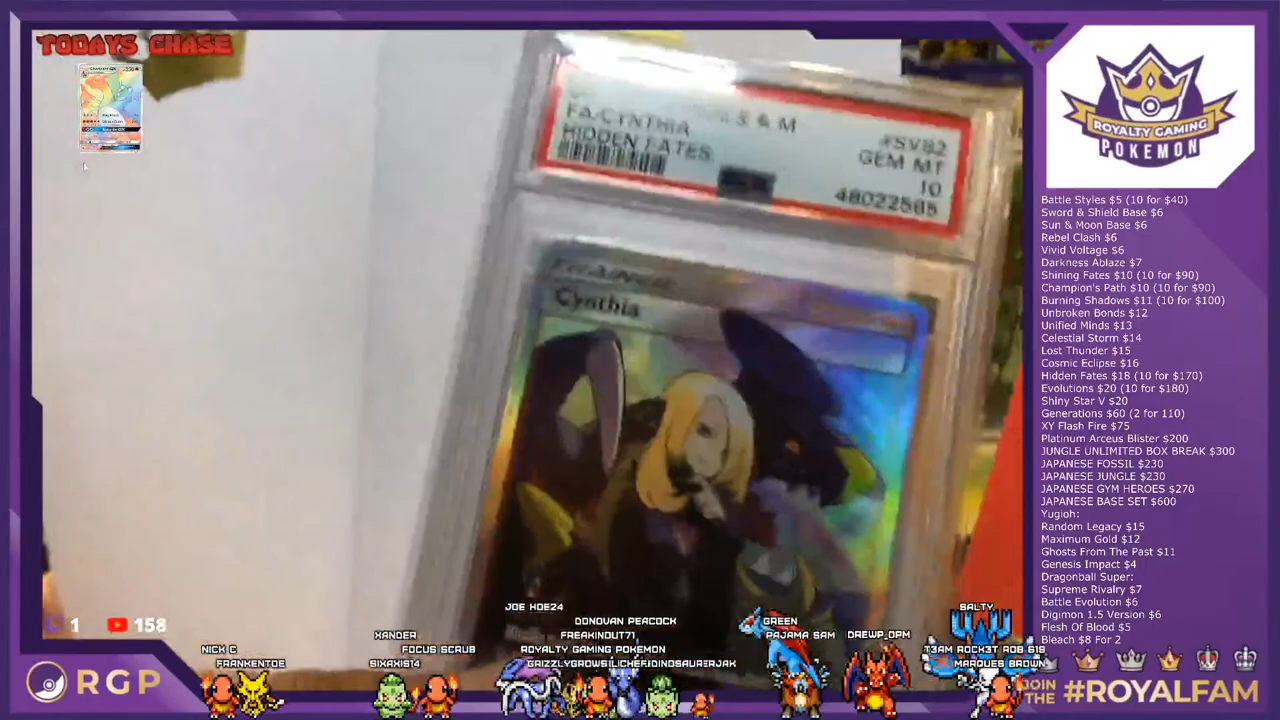 TODAYS CHASE
S & M
FA/CYNTHIA
#SV82
HIDDEN FATES
GEM MT
10
48022565
Cynthia
ROYALTY GAMING
POKEMON
Battle Styles $5 (10 for $40)
Sword & Shield Base $6
Sun & Moon Base $6
Rebel Clash $6
Vivid Voltage $6
Darkness Ablaze $7
Shining Fates $10 (10 for $90)
Champion's Path $10 (10 for $90)
Burning Shadows $11 (10 for $100)
Unbroken Bonds $12
Unified Minds $13
Celestial Storm $14
Lost Thunder $15
Cosmic Eclipse $16
Hidden Fates $18 (10 for $170)
Evolutions $20 (10 for $180)
Shiny Star V $20
Generations $60 (2 for 110)
XY Flash Fire $75
Platinum Arceus Blister $200
JUNGLE UNLIMITED BOX BREAK $300
JAPANESE FOSSIL $230
JAPANESE JUNGLE $230
JAPANESE GYM HEROES $270
JAPANESE BASE SET $600
Yugioh:
Random Legacy $15
Maximum Gold $12
Ghosts From The Past $11
Genesis Impact $4
Dragonball Super:
Supreme Rivalry $7
Battle Evolution $6
Digimon 1.5 Version $6
Flesh Of Blood $5
Bleach $8 For 2
1
158
JOE HOE24
DONOVAN PEACOCK
GREEN
SALTY
XANDER
FREAKINOUT71
PAJAMA SAM
DREWP_OPM
NICK C
FOCUS SCRUB
ROYALTY GAMING POKEMON
T3AM ROCK3T ROB 619
FRANKENTOE
SIXAXIS14
MARQUES BROWN
RGP
JOIN
THE
#ROYALFAM